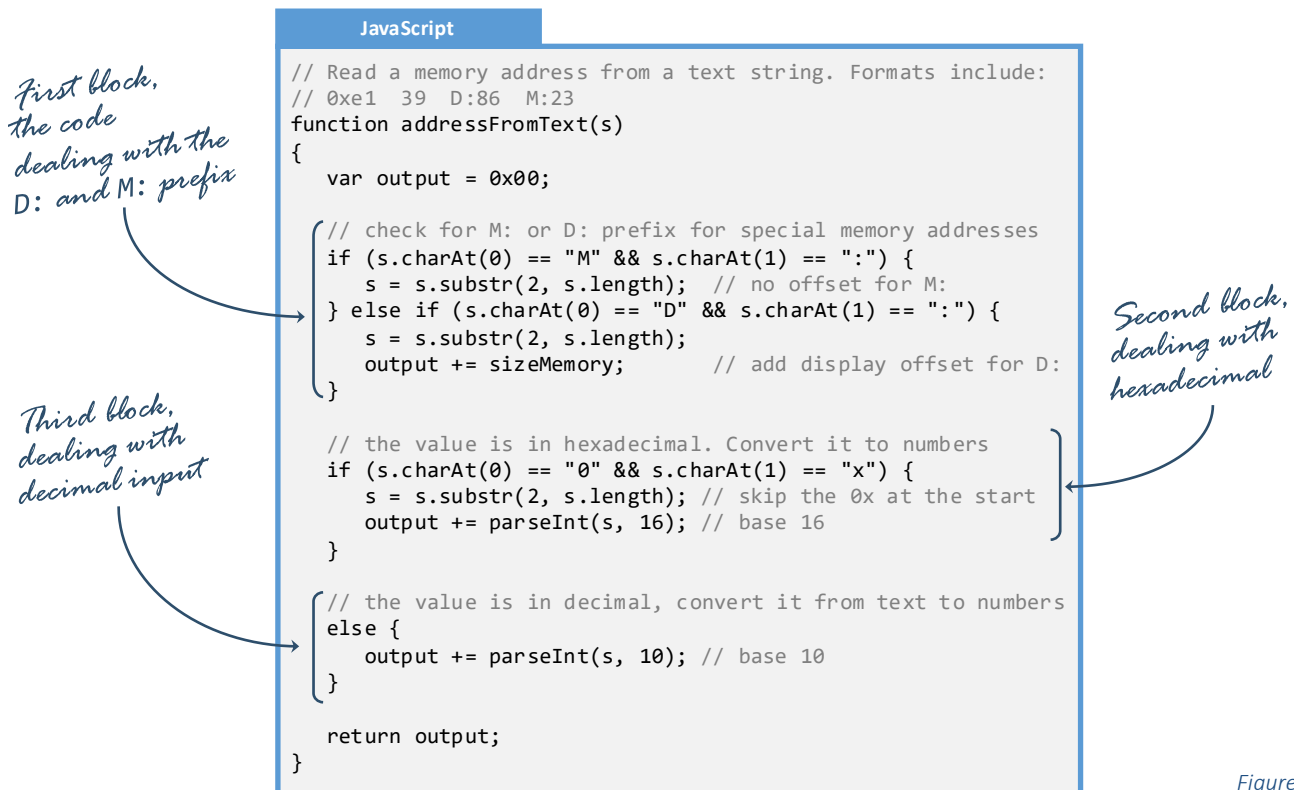 JavaScript
First block,
the code
dealing with the
D: and M: prefix
// Read a memory address from a text string. Formats include:
// 0xe1  39  D:86  M:23
function addressFromText(s)
{
   var output = 0x00;
   // check for M: or D: prefix for special memory addresses
   if (s.charAt(0) == "M" && s.charAt(1) == ":") {
      s = s.substr(2, s.length);  // no offset for M:
   } else if (s.charAt(0) == "D" && s.charAt(1) == ":") {
      s = s.substr(2, s.length);
      output += sizeMemory;       // add display offset for D:
   }
Second block,
dealing with
hexadecimal
Third block,
dealing with
decimal input
   // the value is in hexadecimal. Convert it to numbers
   if (s.charAt(0) == "0" && s.charAt(1) == "x") {
      s = s.substr(2, s.length); // skip the 0x at the start
      output += parseInt(s, 16); // base 16
   }
   // the value is in decimal, convert it from text to numbers
   else {
      output += parseInt(s, 10); // base 10
   }
   return output;
}
Figure